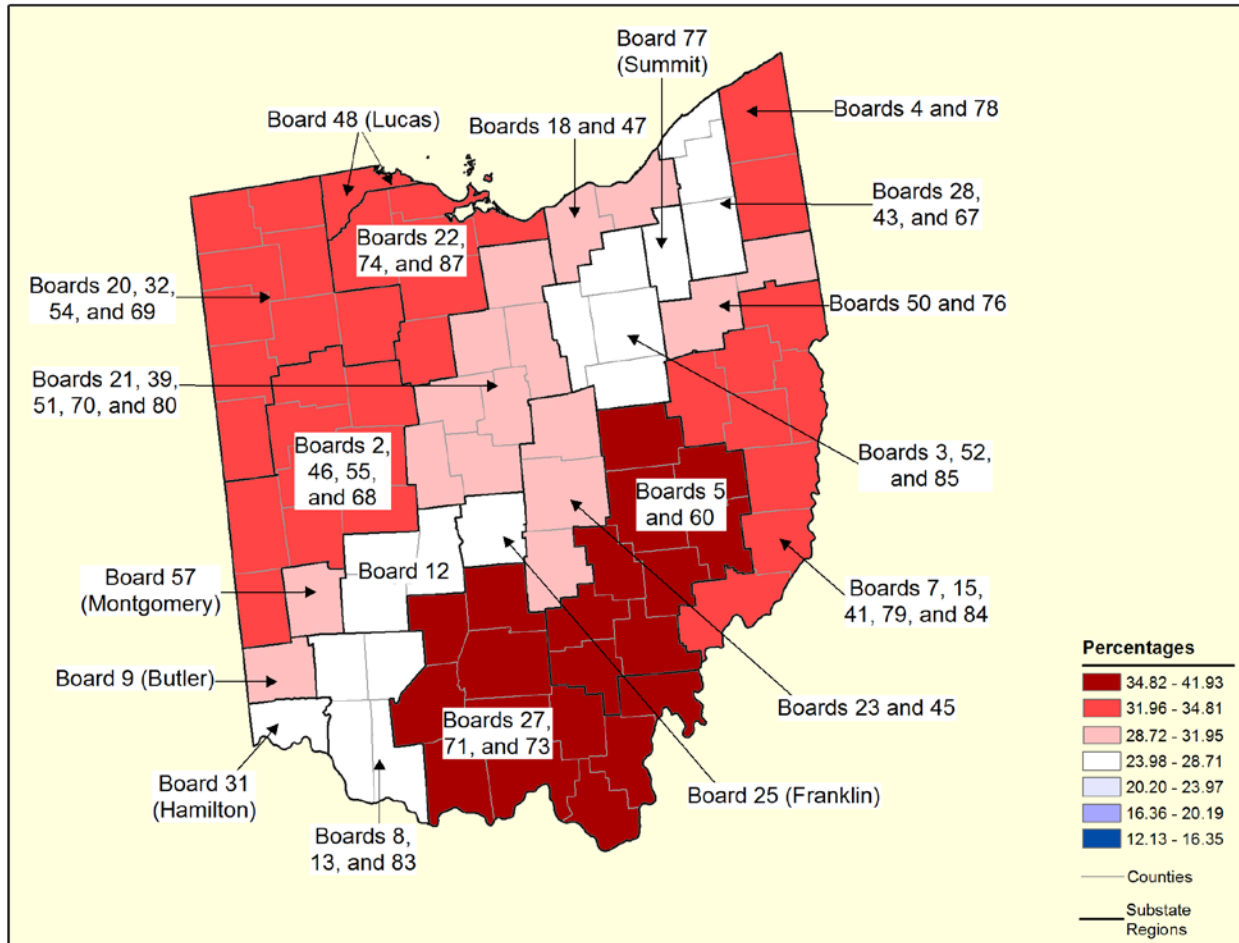 Board 77
(Summit)
Board 48 (Lucas)
Boards 18 and 47
Boards 4 and 78
Boards 28,
43, and 67
Boards 22,
74, and 87
Boards 20, 32,
54, and 69
Boards 50 and 76
Boards 21, 39,
51, 70, and 80
Boards 2,
46, 55,
and 68
Boards 3, 52,
and 85
Boards 5
and 60
Board 12
Board 57
(Montgomery)
Boards 7, 15,
41, 79, and 84
Board 9 (Butler)
Boards 23 and 45
Boards 27,
71, and 73
Board 31
(Hamilton)
Board 25 (Franklin)
Boards 8,
13, and 83
Percentages
34.82 - 41.93
31.96 - 34.81
28.72 - 31.95
23.98 - 28.71
20.20 - 23.97
16.36 - 20.19
12.13 - 16.35
Counties
Substate
Regions